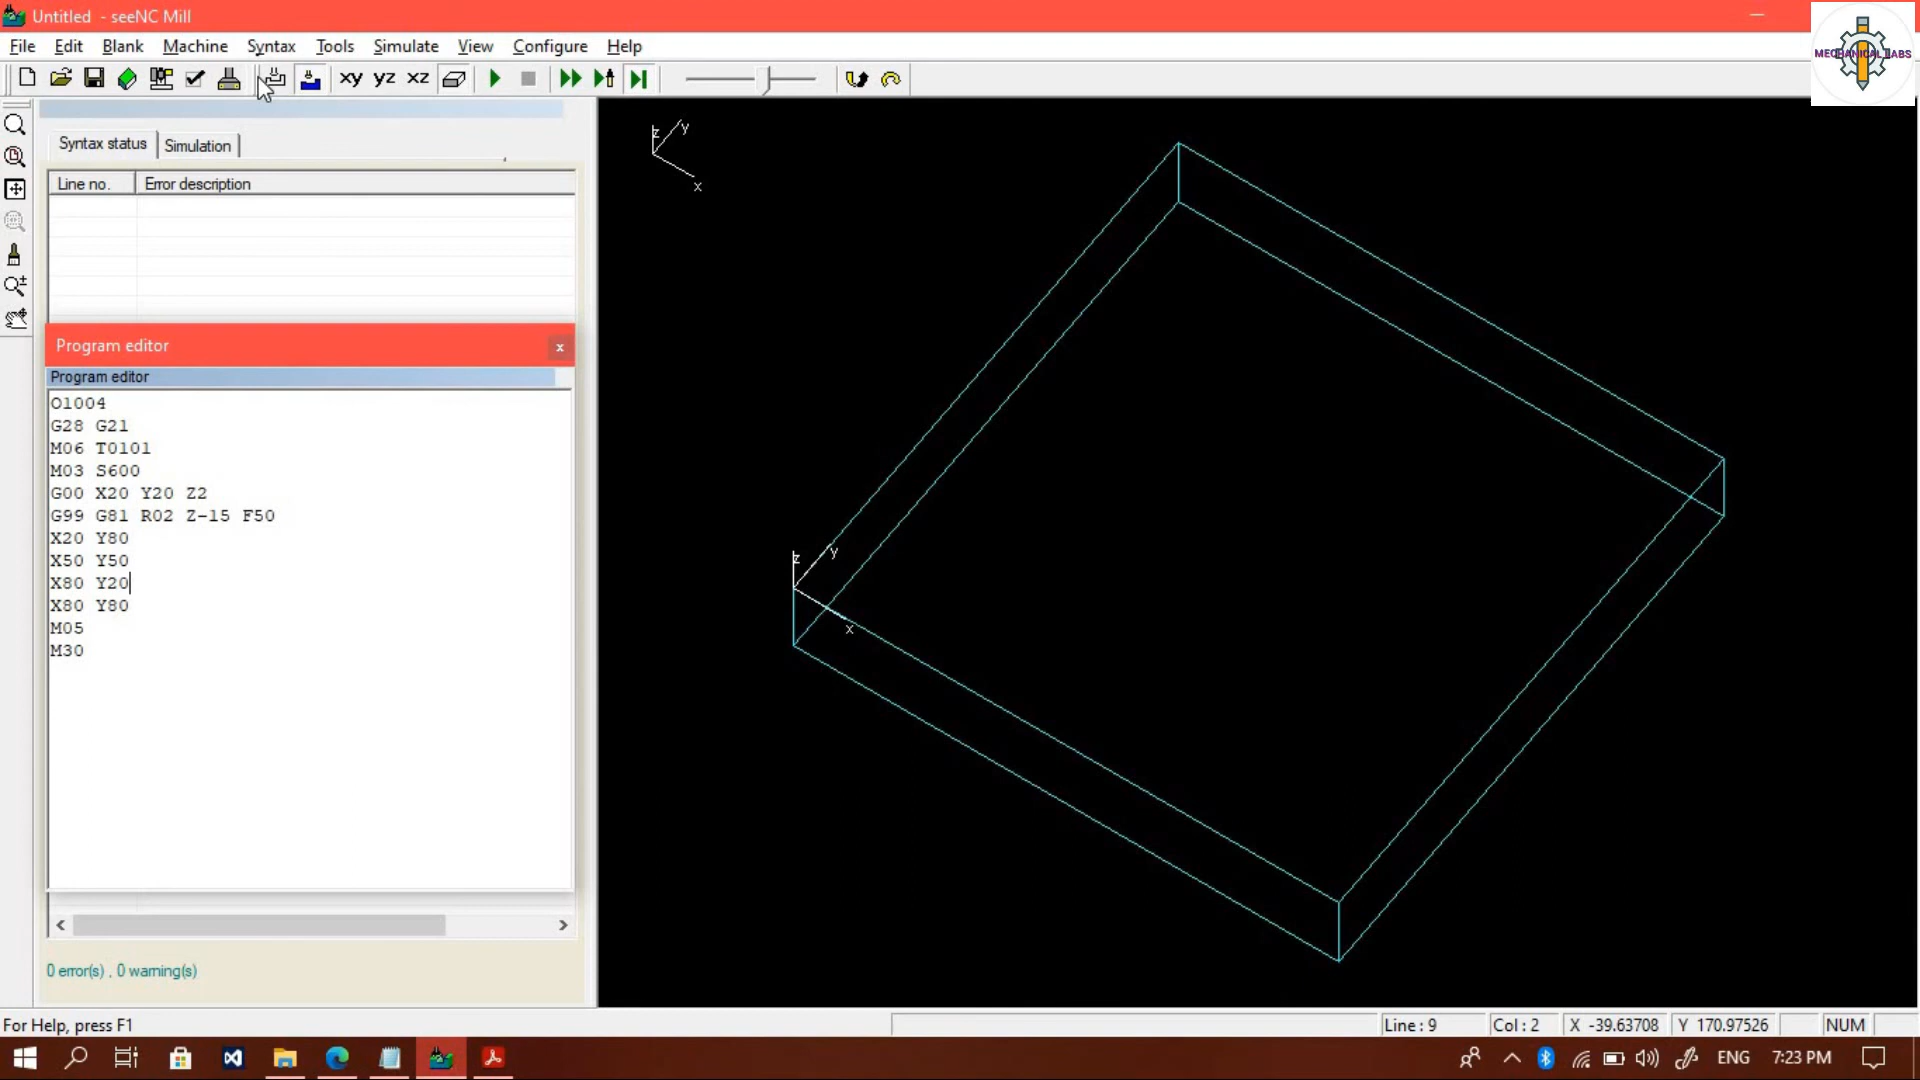 Untitled - seeNC Mill
MECHANICAL LABS
File Edit Blank Machine Syntax Tools Simulate View Configure Help
xy yz xz
Syntax status Simulation
Line no. Error description
Program editor x
Program editor
O1004
G28 G21
M06 T0101
M03 S600
G00 X20 Y20 Z2
G99 G81 R02 Z-15 F50
X20 Y80
X50 Y50
X80 Y20
X80 Y80
M05
M30
0 error(s) , 0 warning(s)
z y
x
z y
x
For Help, press F1
Line : 9 Col : 2 X -39.63708 Y 170.97526 NUM
ENG 7:23 PM